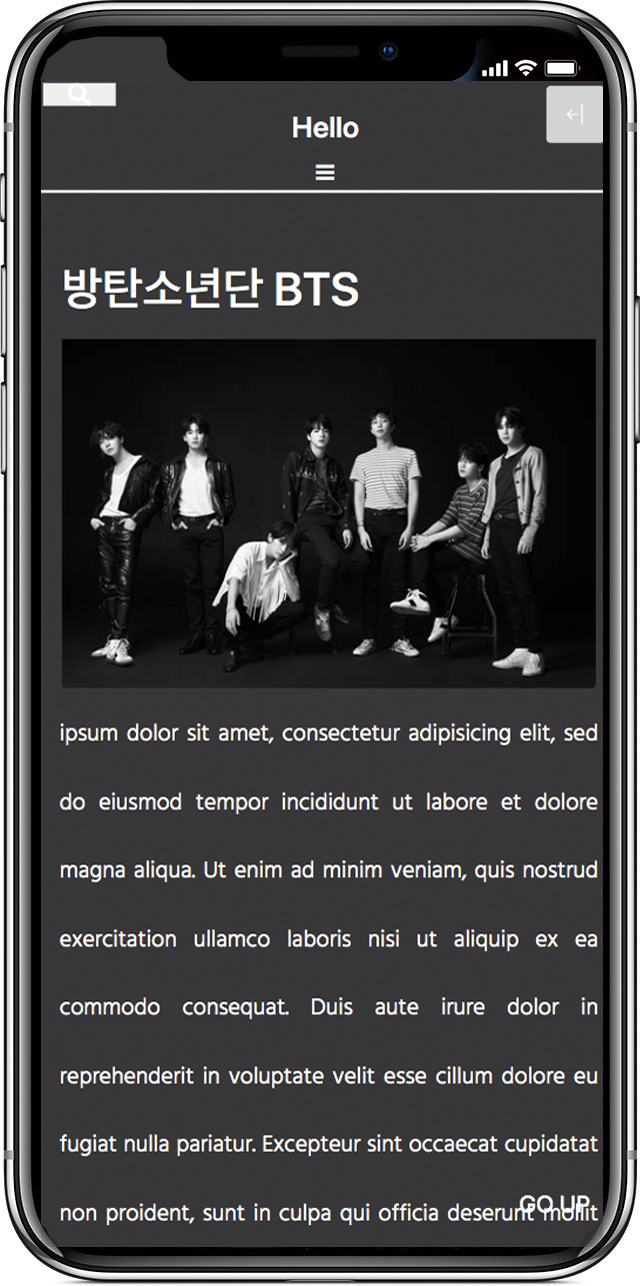 Hello
방탄소년단 BTS
ipsum dolor sit amet, consectetur adipisicing elit, sed
do eiusmod tempor incididunt ut labore et dolore
magna aliqua. Ut enim ad minim veniam, quis nostrud
exercitation ullamco laboris nisi ut aliquip ex ea
commodo consequat. Duis aute irure dolor in
reprehenderit in voluptate velit esse cillum dolore eu
fugiat nulla pariatur. Excepteur sint occaecat cupidatat
non proident, sunt in culpa qui officia deserunt mollit
GO UP